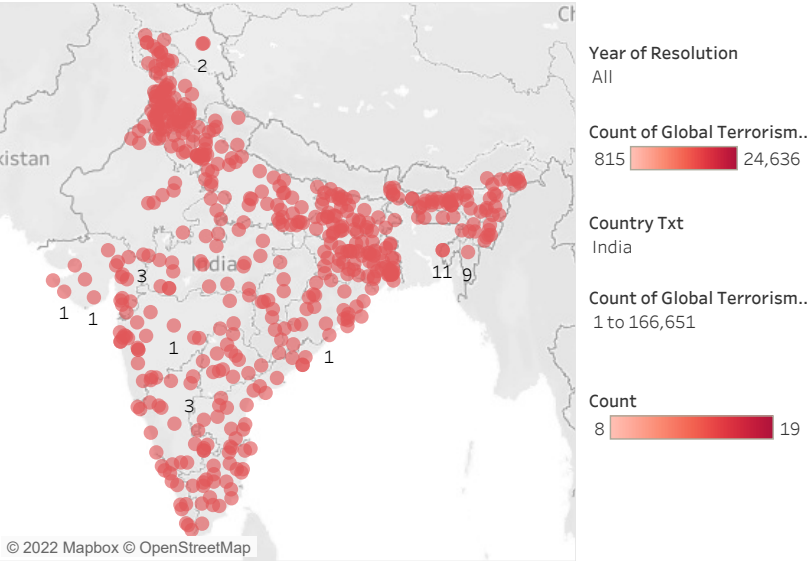 Ch
2
kistan
India
3
11
9
1
1
1
1
3
© 2022 Mapbox © OpenStreetMap
Year of Resolution
All
Count of Global Terrorism..
815
24,636
Country Txt
India
Count of Global Terrorism..
1 to 166,651
Count
8
19